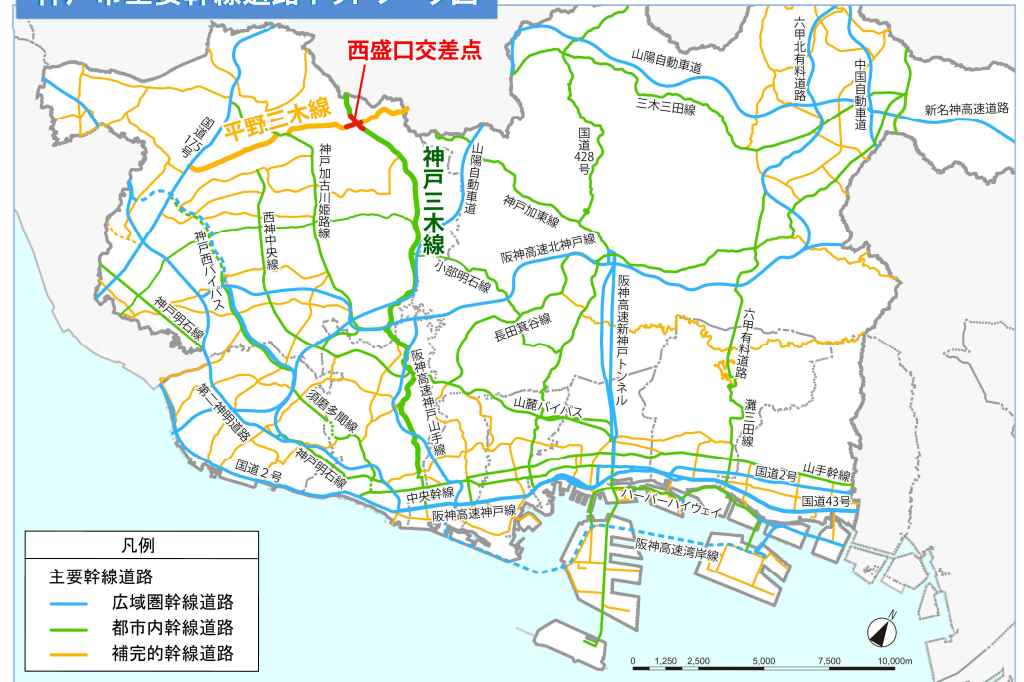 神戸市主要幹線道路ネットワーク図
西盛口交差点
平野三木線
国道175号
神戸三木線
山陽自動車道
山陽自動車道
三木三田線
六甲北有料道路
中国自動車道
新名神高速道路
国道428号
神戸加古川姫路線
西神中央線
神戸西バイパス
神戸加東線
阪神高速北神戸線
小部明石線
神戸明石線
長田箕谷線
阪神高速新神戸トンネル
六甲有料道路
阪神高速神戸山手線
山麓バイパス
須磨多聞線
第二神明道路
灘三田線
神戸明石線
国道２号
中央幹線
阪神高速神戸線
山手幹線
国道2号
国道43号
ハーバーハイウェイ
阪神高速湾岸線
凡例
主要幹線道路
広域圏幹線道路
都市内幹線道路
補完的幹線道路
N
0 1,250 2,500 5,000 7,500 10,000m